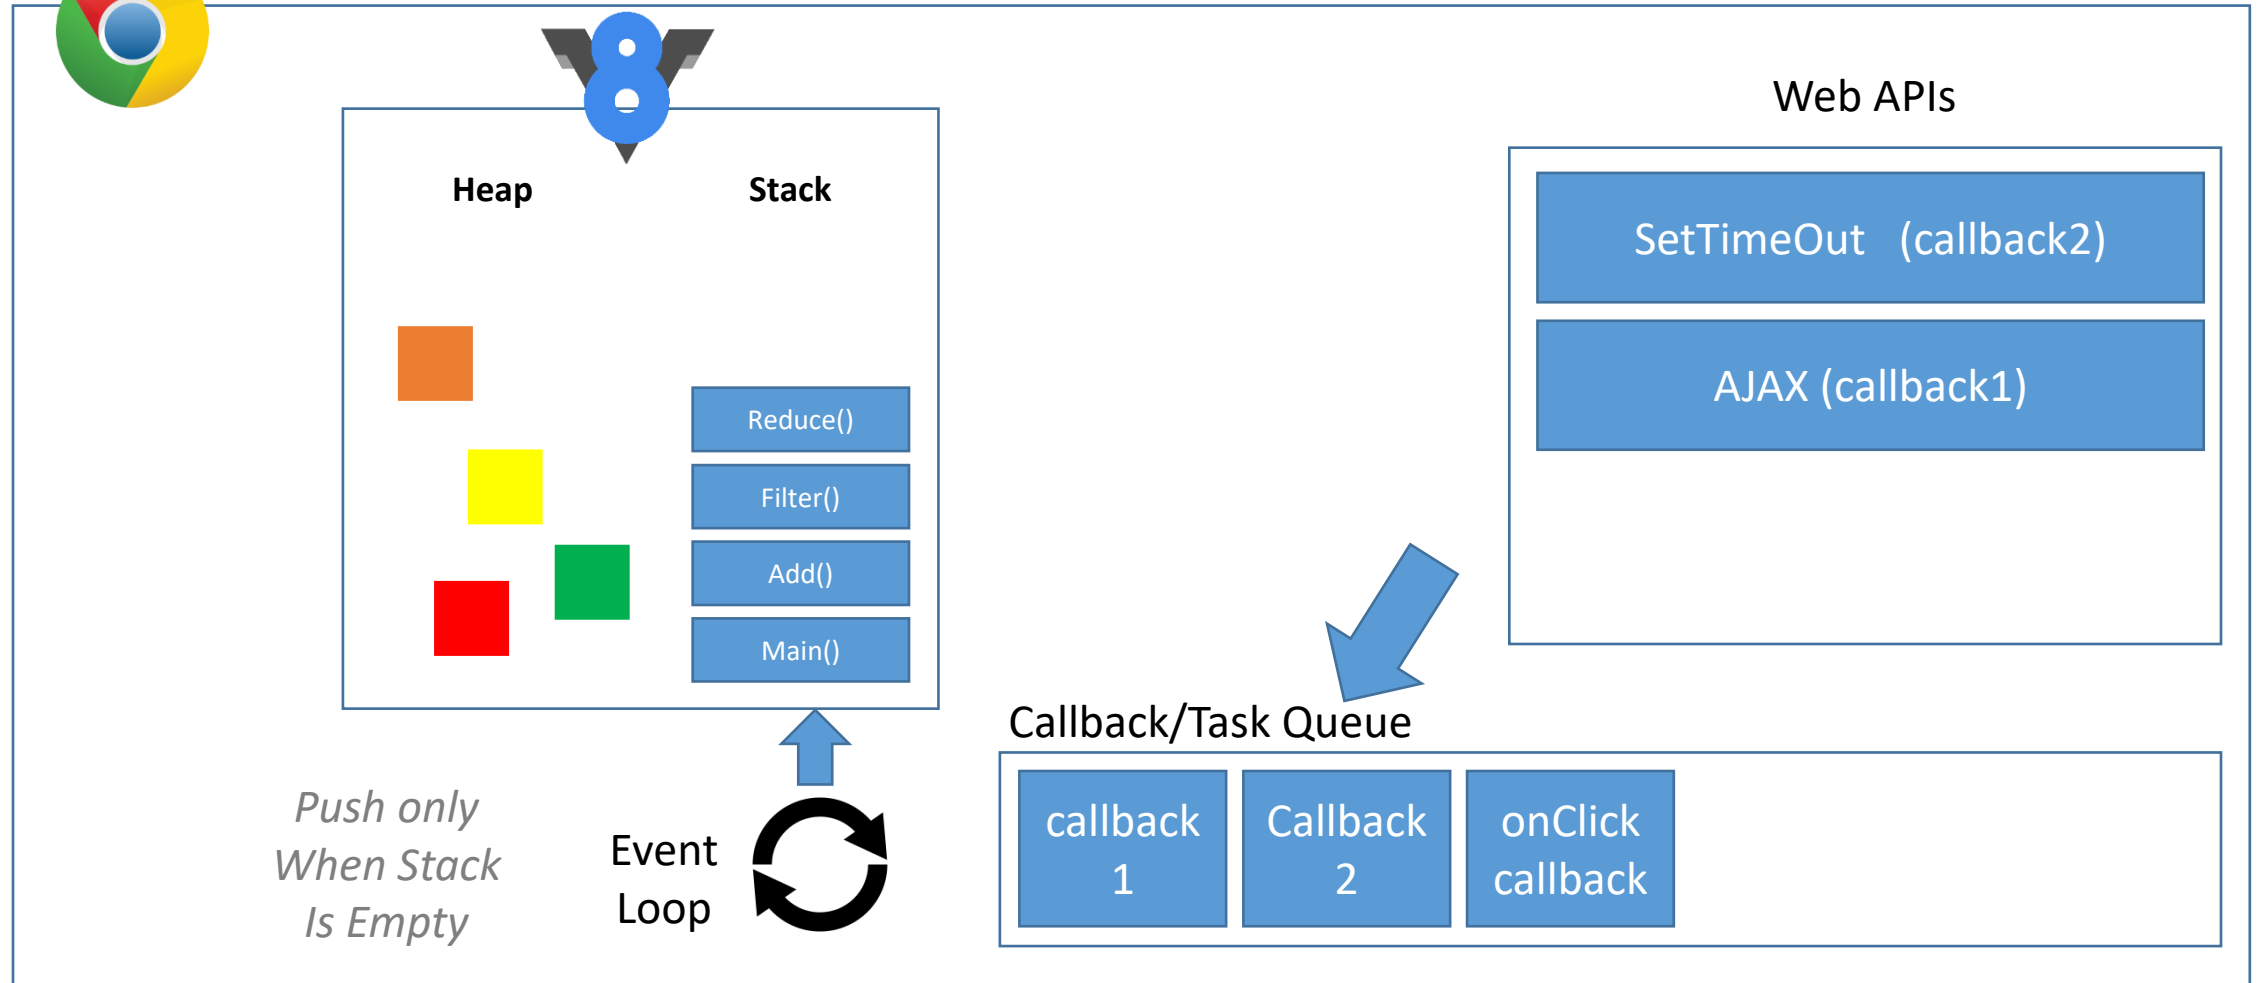 8
Heap
Stack
Reduce()
Filter()
Add()
Main()
Web APIs
SetTimeOut (callback2)
AJAX (callback1)
Callback/Task Queue
callback
1
Callback
2
onClick
callback
Push only
When Stack
Is Empty
Event
Loop